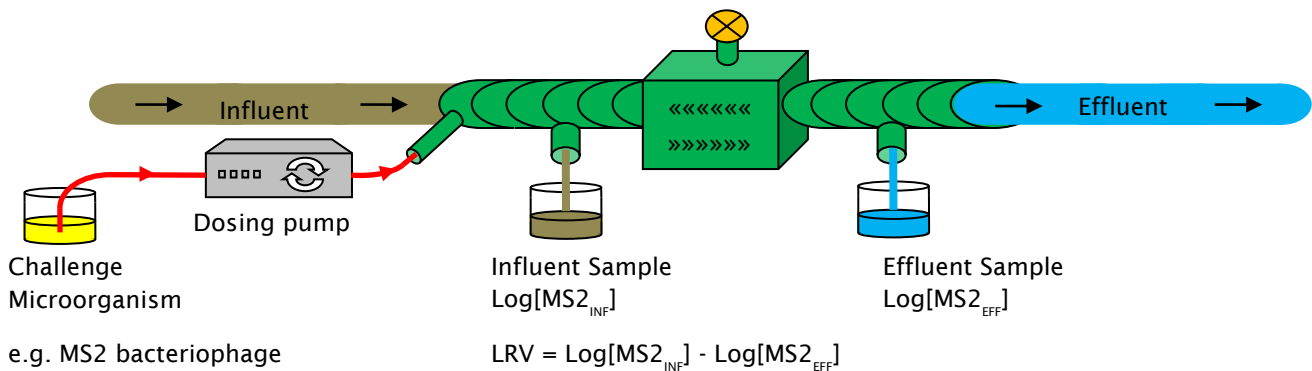 Influent
Effluent
Dosing pump
««««««
»»»»»»
Challenge
Microorganism
e.g. MS2 bacteriophage
Influent Sample
Log[MS2INF]
LRV = Log[MS2INF] - Log[MS2EFF]
Effluent Sample
Log[MS2EFF]